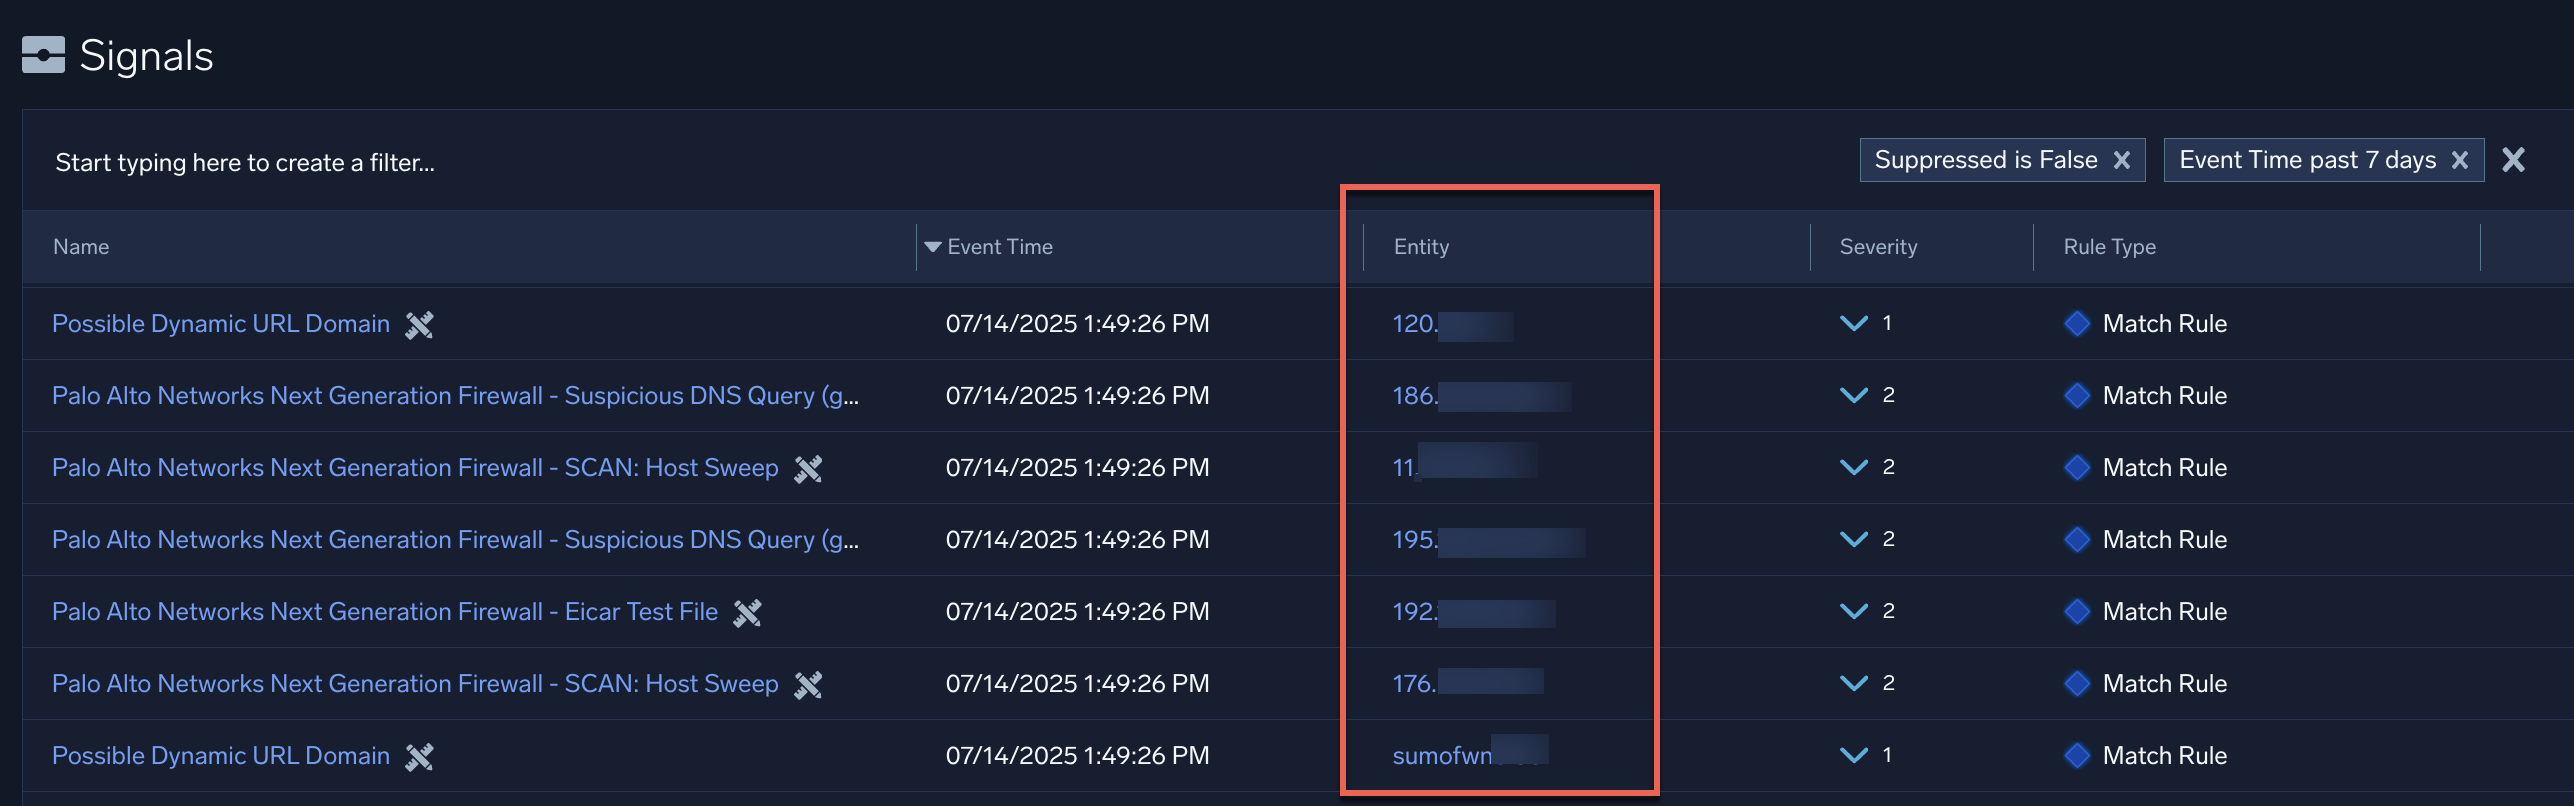 Signals
Start typing here to create a filter... Suppressed is False Event Time past 7 days
Name Event Time Entity Severity Rule Type
Possible Dynamic URL Domain 07/14/2025 1:49:26 PM 120. 1 Match Rule
Palo Alto Networks Next Generation Firewall - Suspicious DNS Query (g... 07/14/2025 1:49:26 PM 186. 2 Match Rule
Palo Alto Networks Next Generation Firewall - SCAN: Host Sweep 07/14/2025 1:49:26 PM 11 2 Match Rule
Palo Alto Networks Next Generation Firewall - Suspicious DNS Query (g... 07/14/2025 1:49:26 PM 195. 2 Match Rule
Palo Alto Networks Next Generation Firewall - Eicar Test File 07/14/2025 1:49:26 PM 192. 2 Match Rule
Palo Alto Networks Next Generation Firewall - SCAN: Host Sweep 07/14/2025 1:49:26 PM 176. 2 Match Rule
Possible Dynamic URL Domain 07/14/2025 1:49:26 PM sumofwn 1 Match Rule